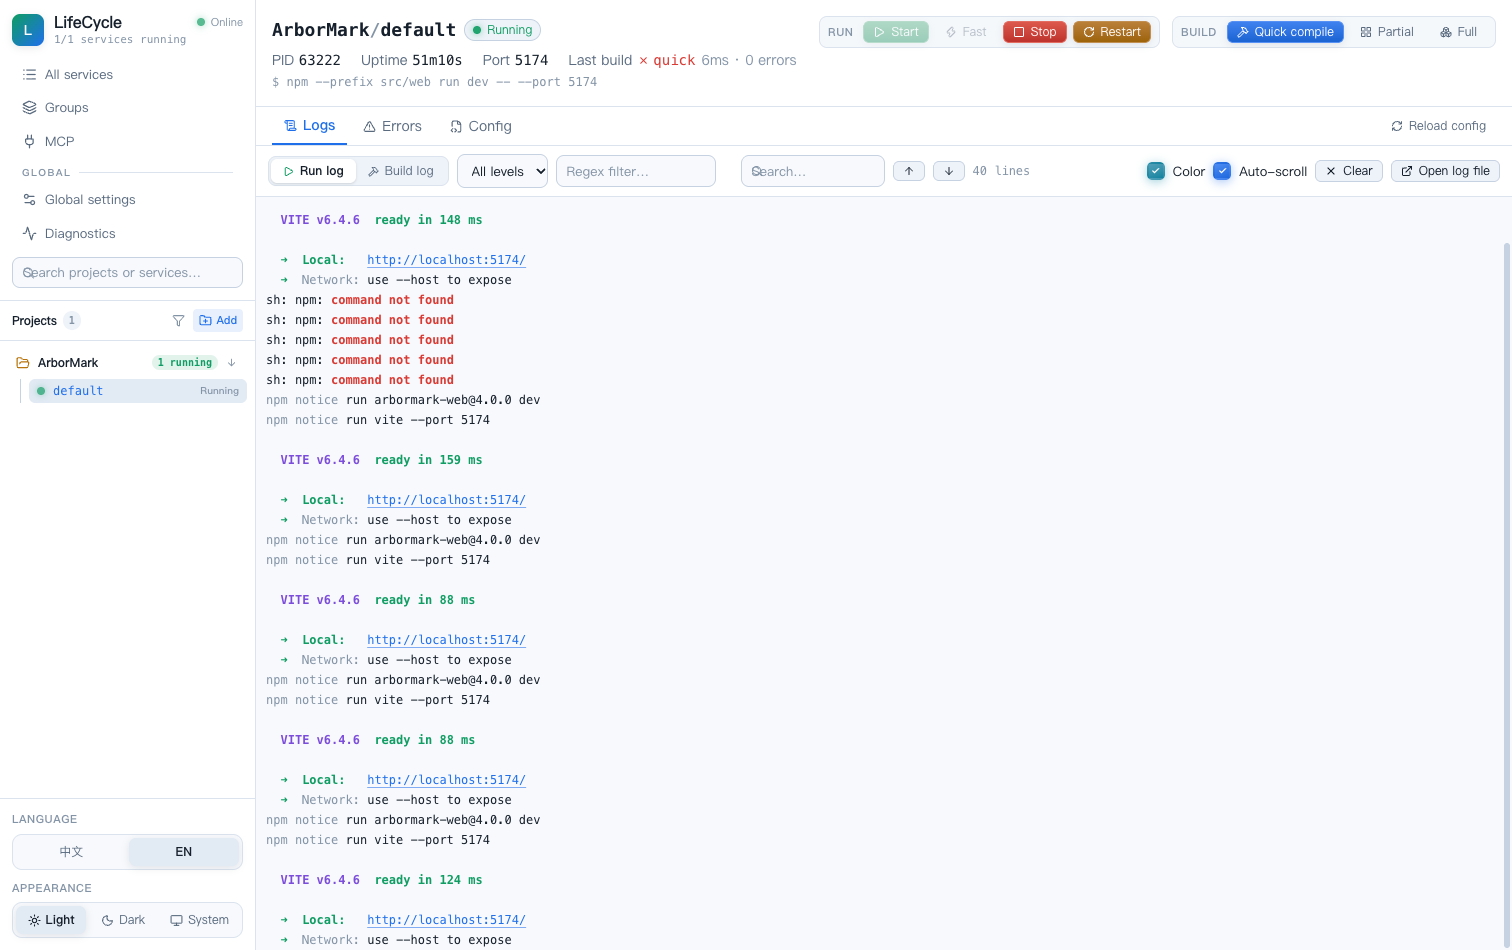 L
LifeCycle
Online
1/1 services running
All services
Groups
MCP
GLOBAL
Global settings
Diagnostics
Search projects or services...
Projects 1
Add
ArborMark 1 running ↓
default Running
LANGUAGE
中文 EN
APPEARANCE
Light Dark System
ArborMark/default Running
RUN Start Fast Stop Restart
BUILD Quick compile Partial Full
PID 63222 Uptime 51m10s Port 5174 Last build × quick 6ms · 0 errors
$ npm --prefix src/web run dev -- --port 5174
Logs Errors Config
Reload config
Run log Build log All levels Regex filter... Search... ↑ ↓ 40 lines Color Auto-scroll Clear Open log file
VITE v6.4.6 ready in 148 ms
➜ Local: http://localhost:5174/
➜ Network: use --host to expose
sh: npm: command not found
sh: npm: command not found
sh: npm: command not found
sh: npm: command not found
sh: npm: command not found
npm notice run arbormark-web@4.0.0 dev
npm notice run vite --port 5174
VITE v6.4.6 ready in 159 ms
➜ Local: http://localhost:5174/
➜ Network: use --host to expose
npm notice run arbormark-web@4.0.0 dev
npm notice run vite --port 5174
VITE v6.4.6 ready in 88 ms
➜ Local: http://localhost:5174/
➜ Network: use --host to expose
npm notice run arbormark-web@4.0.0 dev
npm notice run vite --port 5174
VITE v6.4.6 ready in 88 ms
➜ Local: http://localhost:5174/
➜ Network: use --host to expose
npm notice run arbormark-web@4.0.0 dev
npm notice run vite --port 5174
VITE v6.4.6 ready in 124 ms
➜ Local: http://localhost:5174/
➜ Network: use --host to expose